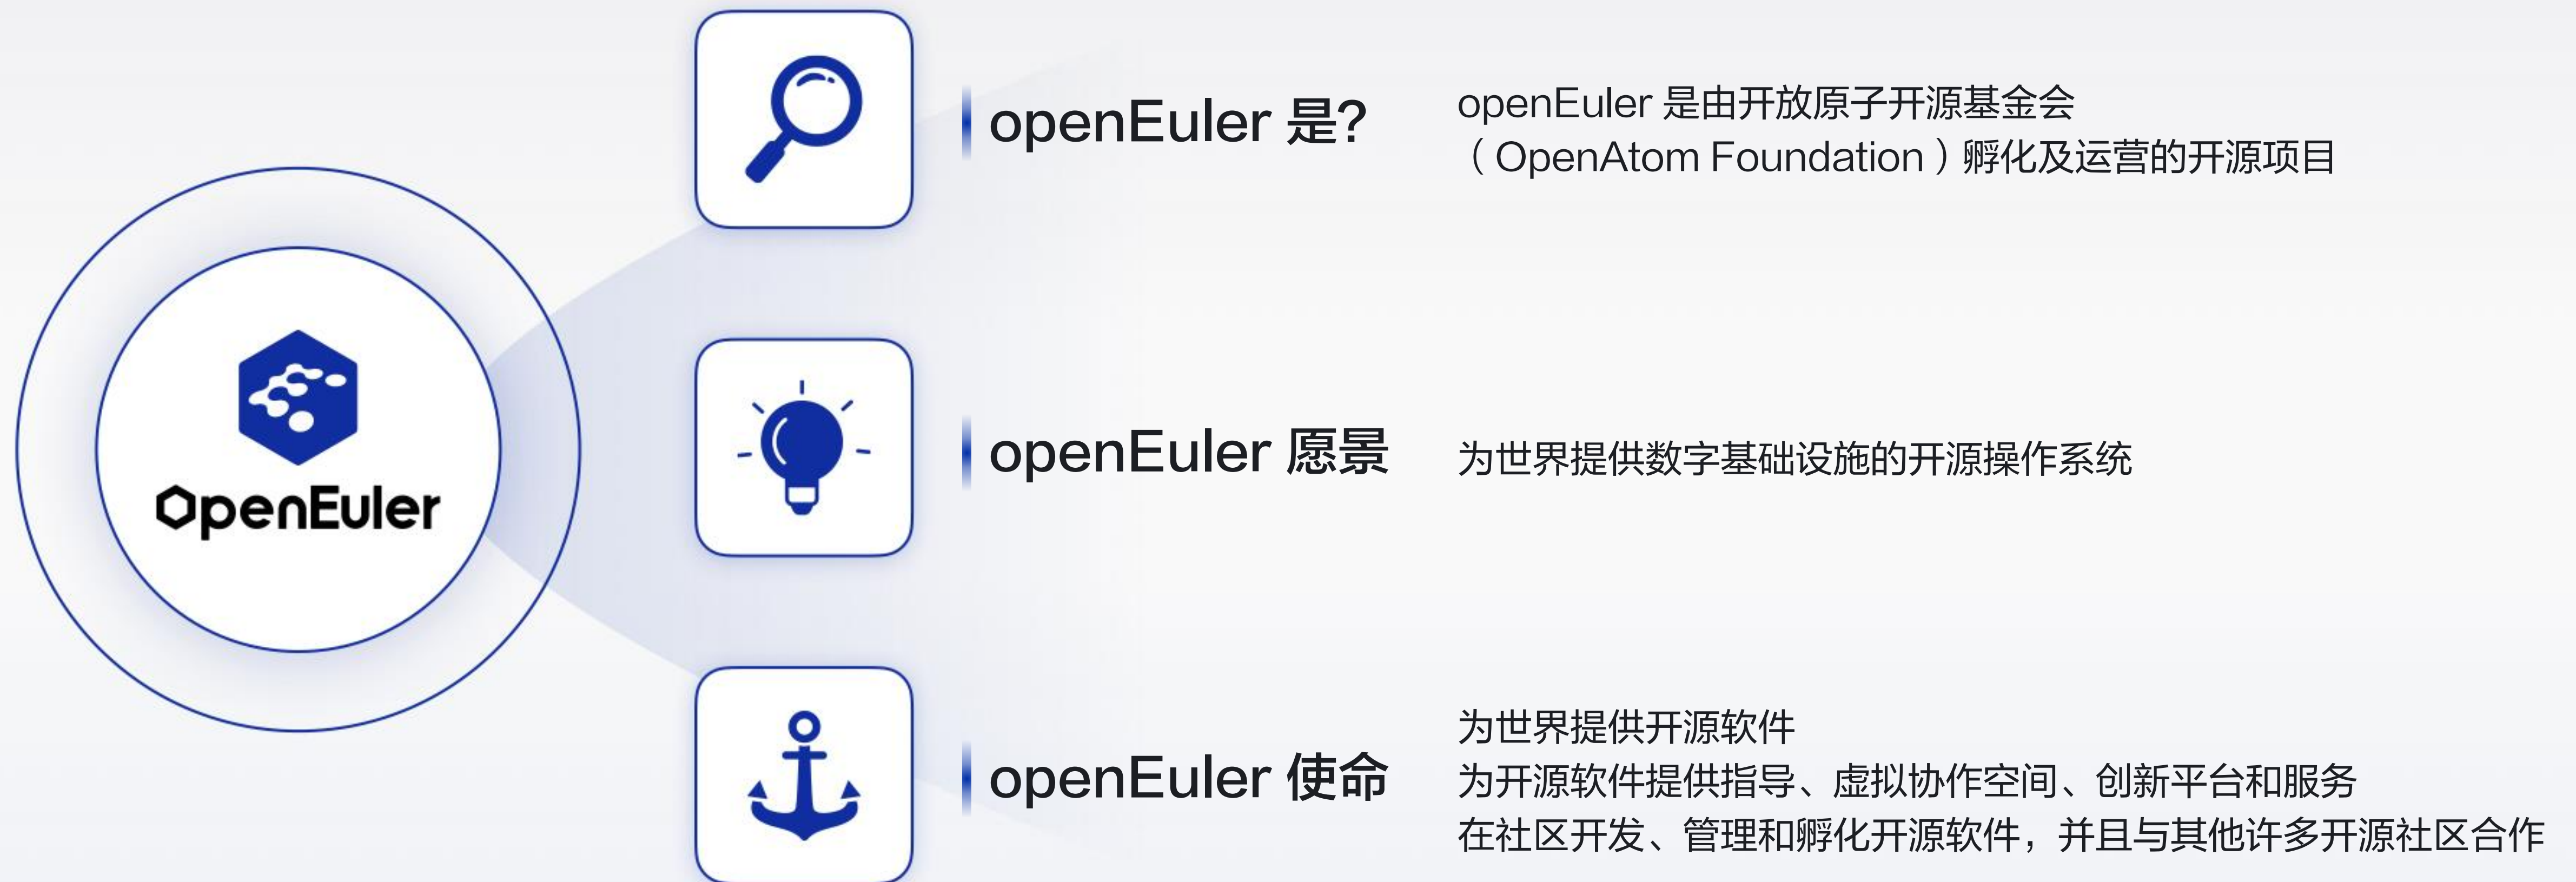 openEuler
openEuler 是?
openEuler 是由开放原子开源基金会
（OpenAtom Foundation）孵化及运营的开源项目
openEuler 愿景
为世界提供数字基础设施的开源操作系统
openEuler 使命
为世界提供开源软件
为开源软件提供指导、虚拟协作空间、创新平台和服务
在社区开发、管理和孵化开源软件，并且与其他许多开源社区合作